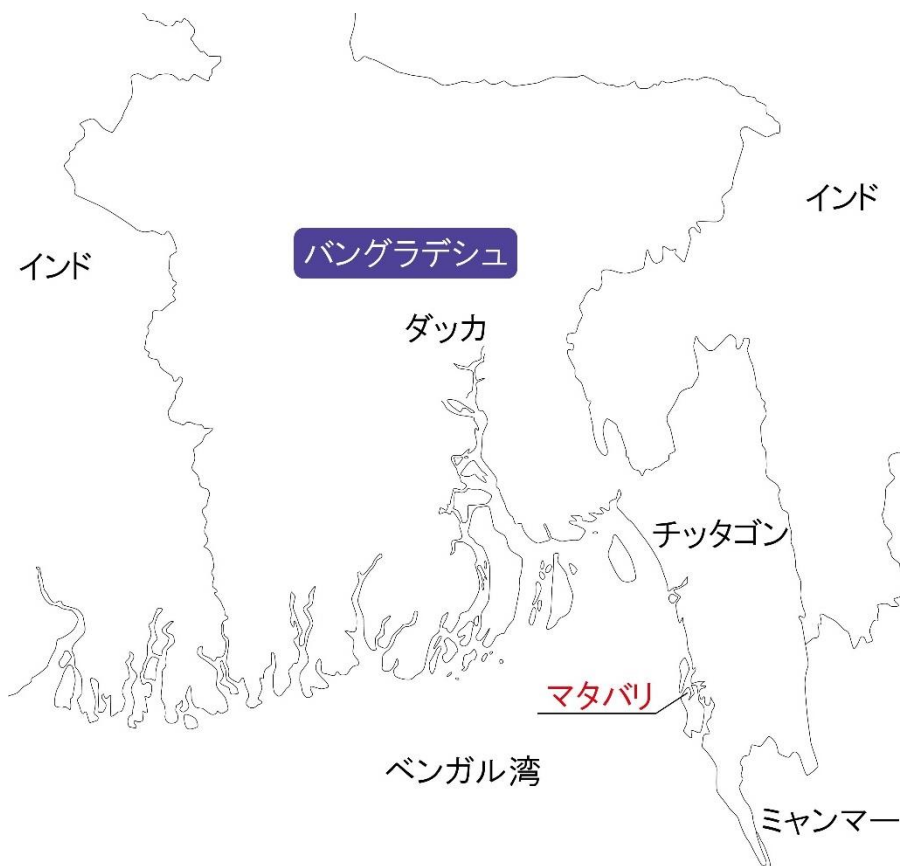 インド
インド
バングラデシュ
ダッカ
チッタゴン
マタバリ
ベンガル湾
ミャンマー